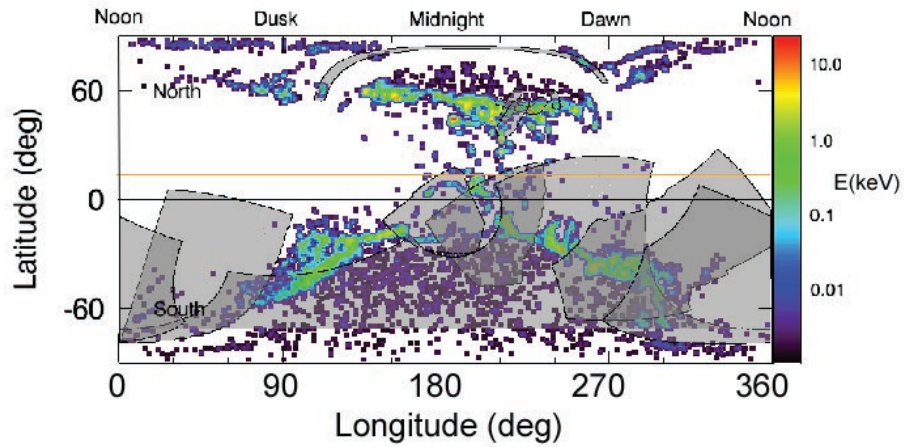 Noon Dusk Midnight Dawn Noon
60 North 10.0
1.0
0 E(keV)
0.1
-60 South 0.01
0 90 180 270 360
Latitude (deg)
Longitude (deg)